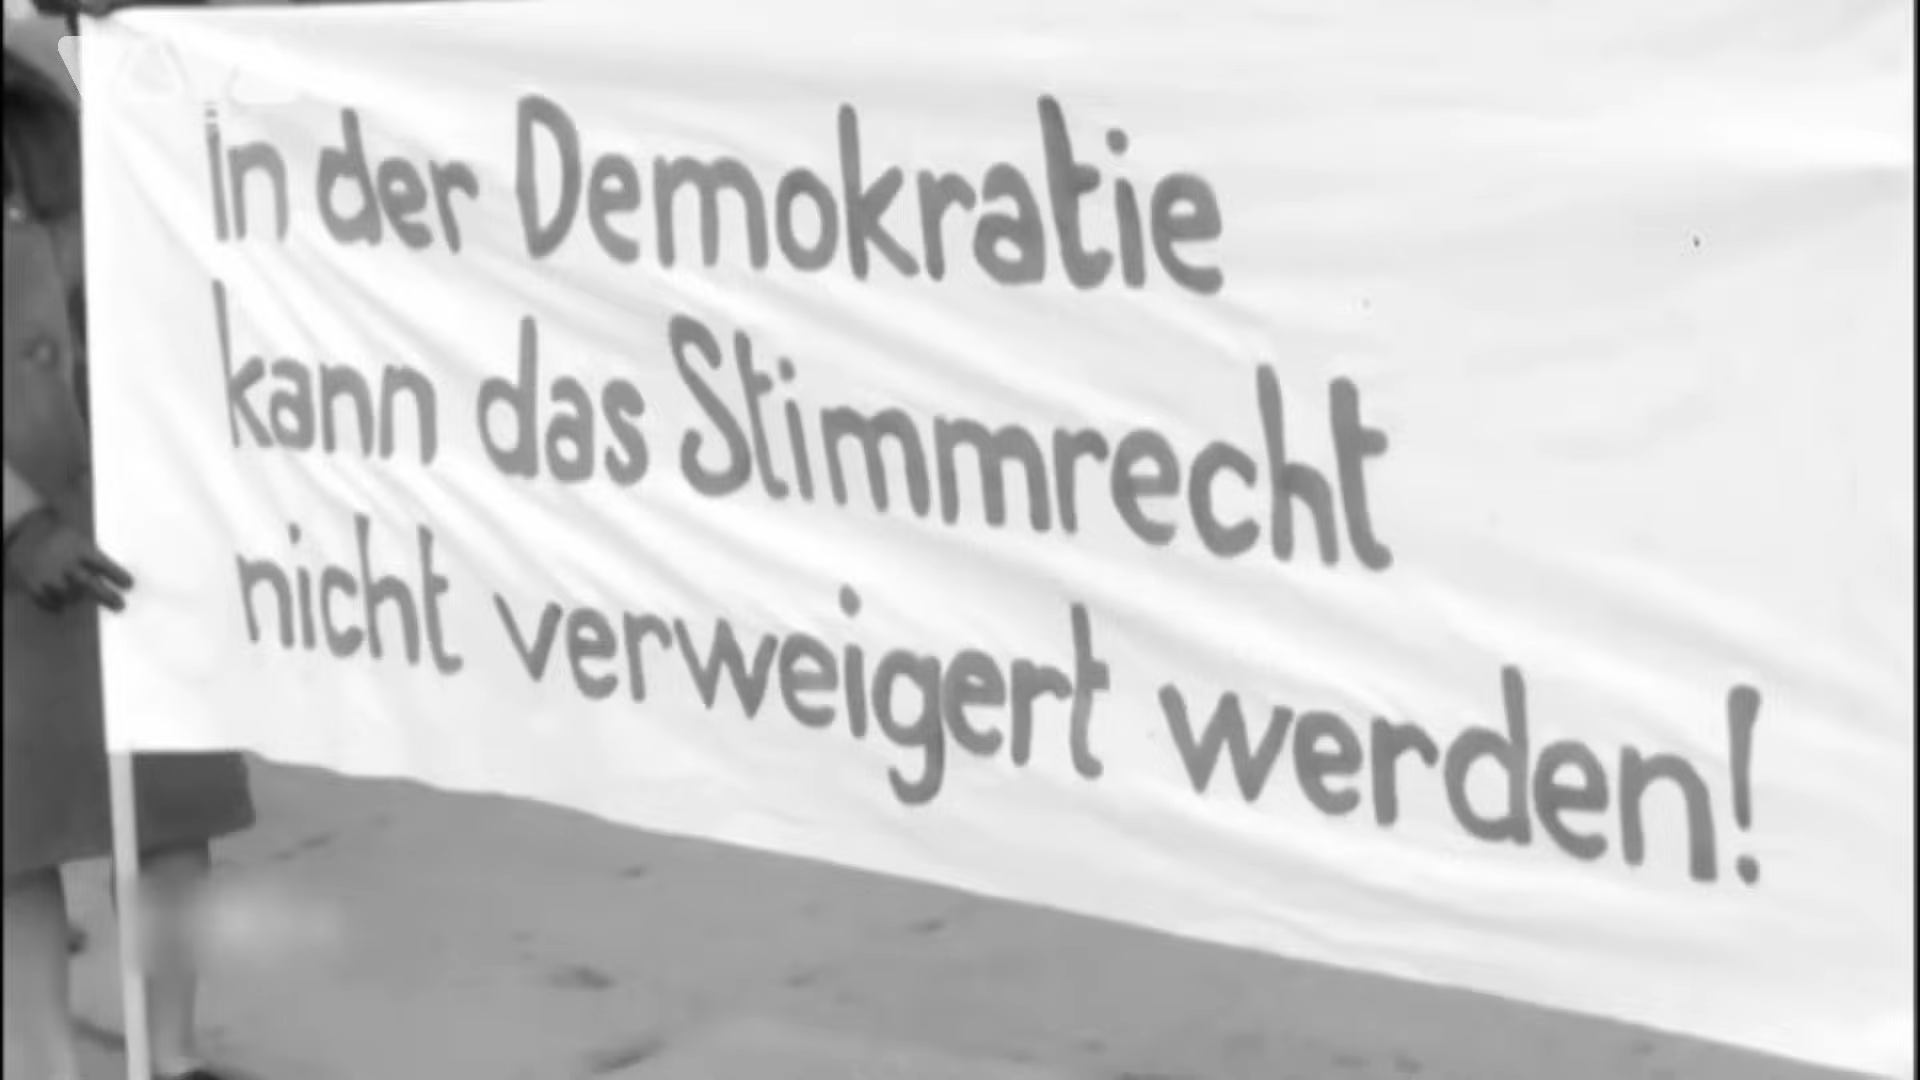 in der Demokratie
kann das Stimmrecht
nicht verweigert werden!